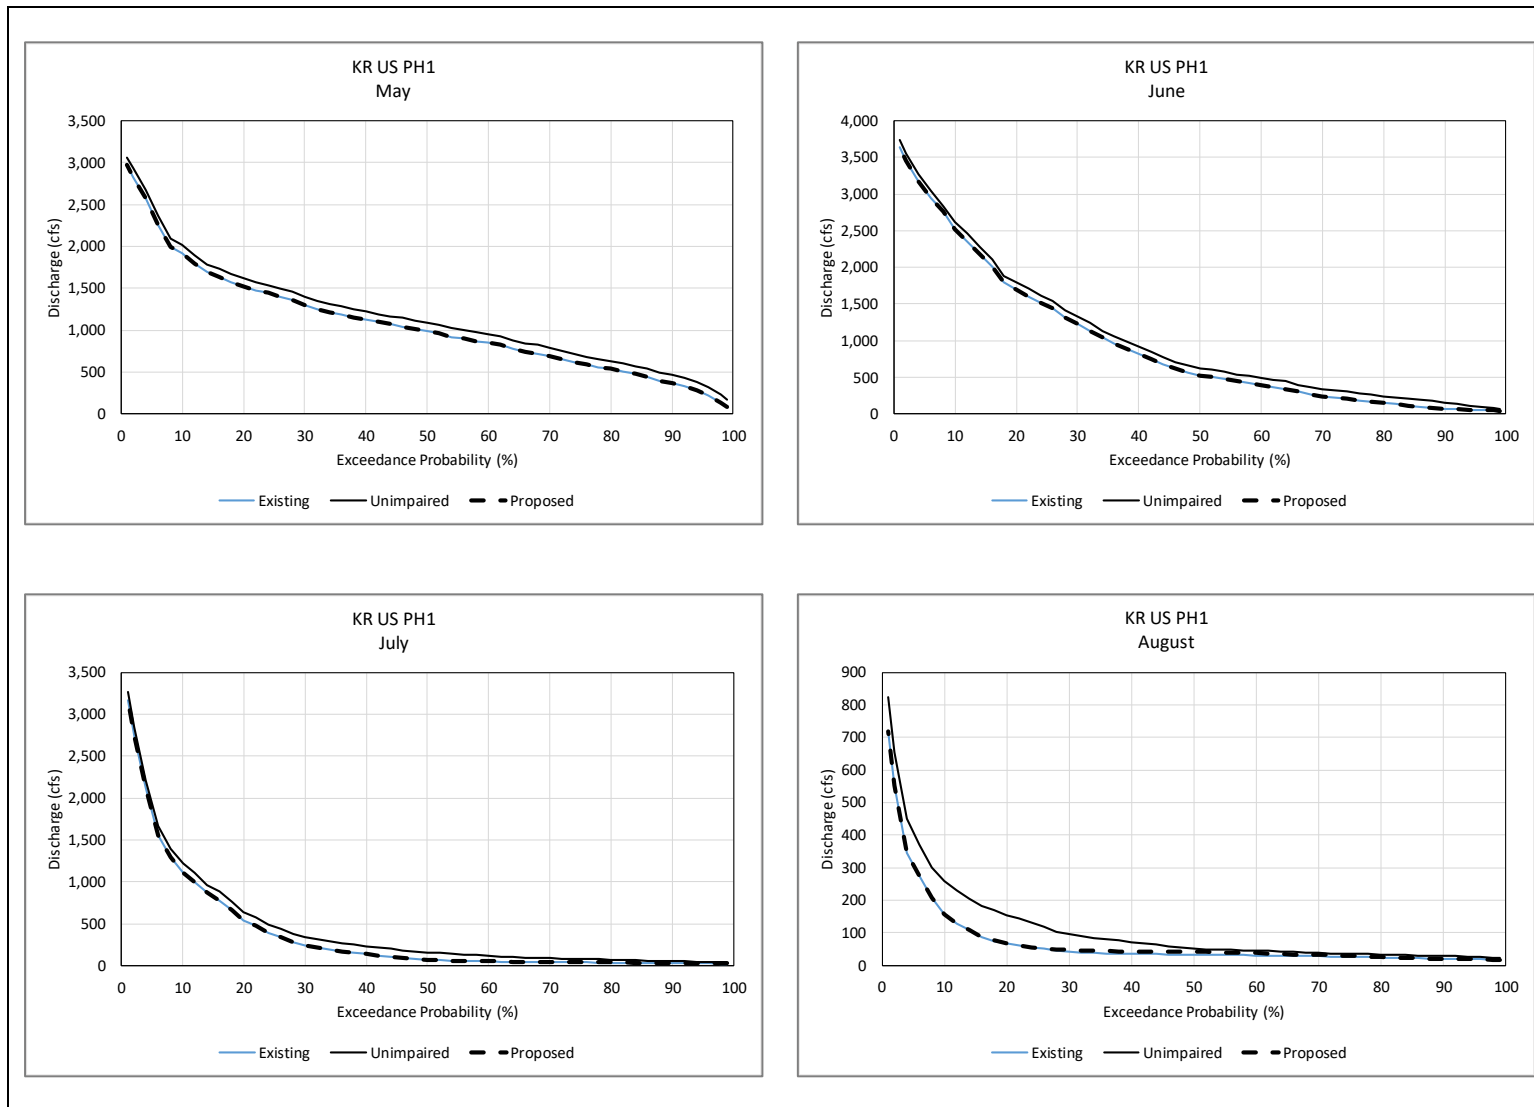 KR US PH1
May
3,500
3,000
2,500
2,000
1,500
1,000
500
0
Discharge (cfs)
0 10 20 30 40 50 60 70 80 90 100
Exceedance Probability (%)
Existing Unimpaired Proposed
KR US PH1
June
4,000
3,500
3,000
2,500
2,000
1,500
1,000
500
0
Discharge (cfs)
0 10 20 30 40 50 60 70 80 90 100
Exceedance Probability (%)
Existing Unimpaired Proposed
KR US PH1
July
3,500
3,000
2,500
2,000
1,500
1,000
500
0
Discharge (cfs)
0 10 20 30 40 50 60 70 80 90 100
Exceedance Probability (%)
Existing Unimpaired Proposed
KR US PH1
August
900
800
700
600
500
400
300
200
100
0
Discharge (cfs)
0 10 20 30 40 50 60 70 80 90 100
Exceedance Probability (%)
Existing Unimpaired Proposed